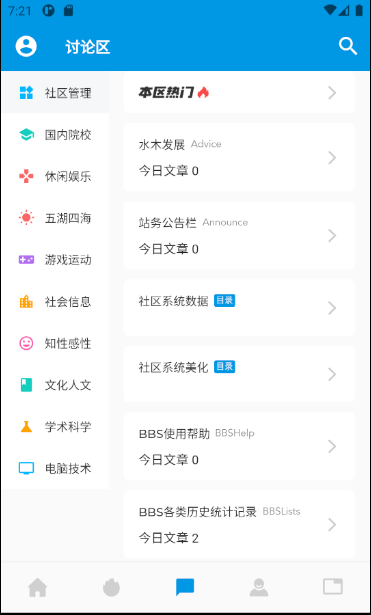 7:21
讨论区
社区管理
国内院校
休闲娱乐
五湖四海
游戏运动
社会信息
知性感性
文化人文
学术科学
电脑技术
本区热门
水木发展 Advice
今日文章 0
站务公告栏 Announce
今日文章 0
社区系统数据 目录
社区系统美化 目录
BBS使用帮助 BBSHelp
今日文章 0
BBS各类历史统计记录 BBSLists
今日文章 2